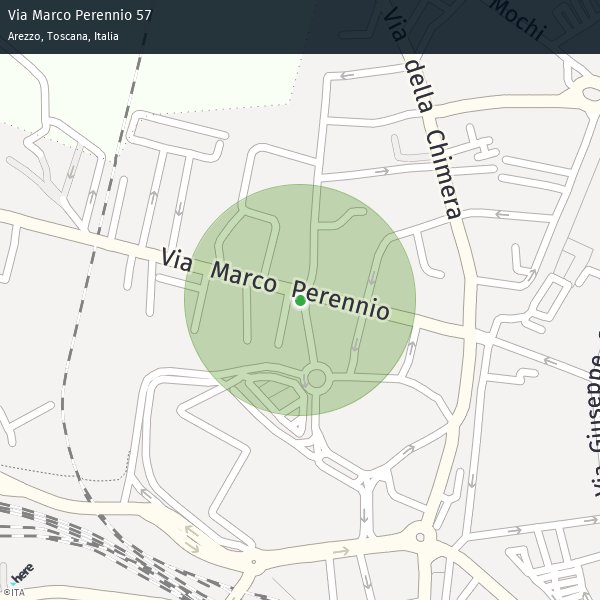 Via Marco Perennio 57
Arezzo, Toscana, Italia
Mochi
Via della Chimera
Via Marco Perennio
Via Giuseppe
here
©ITA